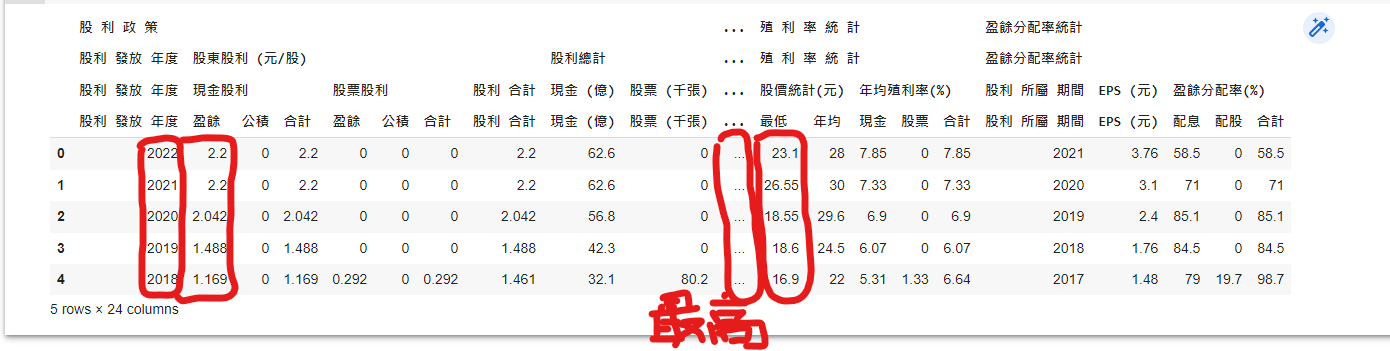 股 利 政 策 ... 殖 利 率 統 計 盈餘分配率統計
股利 發放 年度 股東股利 (元/股) 股利總計 ... 殖 利 率 統 計 盈餘分配率統計
股利 發放 年度 現金股利 股票股利 股利 合計 現金 (億) 股票 (千張) ... 股價統計(元) 年均殖利率(%) 股利 所屬 期間 EPS (元) 盈餘分配率(%)
股利 發放 年度 盈餘 公積 合計 盈餘 公積 合計 股利 合計 現金 (億) 股票 (千張) ... 最低 年均 現金 股票 合計 股利 所屬 期間 EPS (元) 配息 配股 合計
0 2022 2.2 0 2.2 0 0 0 2.2 62.6 0 ... 23.1 28 7.85 0 7.85 2021 3.76 58.5 0 58.5
1 2021 2.2 0 2.2 0 0 0 2.2 62.6 0 ... 26.55 30 7.33 0 7.33 2020 3.1 71 0 71
2 2020 2.042 0 2.042 0 0 0 2.042 56.8 0 ... 18.55 29.6 6.9 0 6.9 2019 2.4 85.1 0 85.1
3 2019 1.488 0 1.488 0 0 0 1.488 42.3 0 ... 18.6 24.5 6.07 0 6.07 2018 1.76 84.5 0 84.5
4 2018 1.169 0 1.169 0.292 0 0.292 1.461 32.1 80.2 ... 16.9 22 5.31 1.33 6.64 2017 1.48 79 19.7 98.7
5 rows × 24 columns
最高